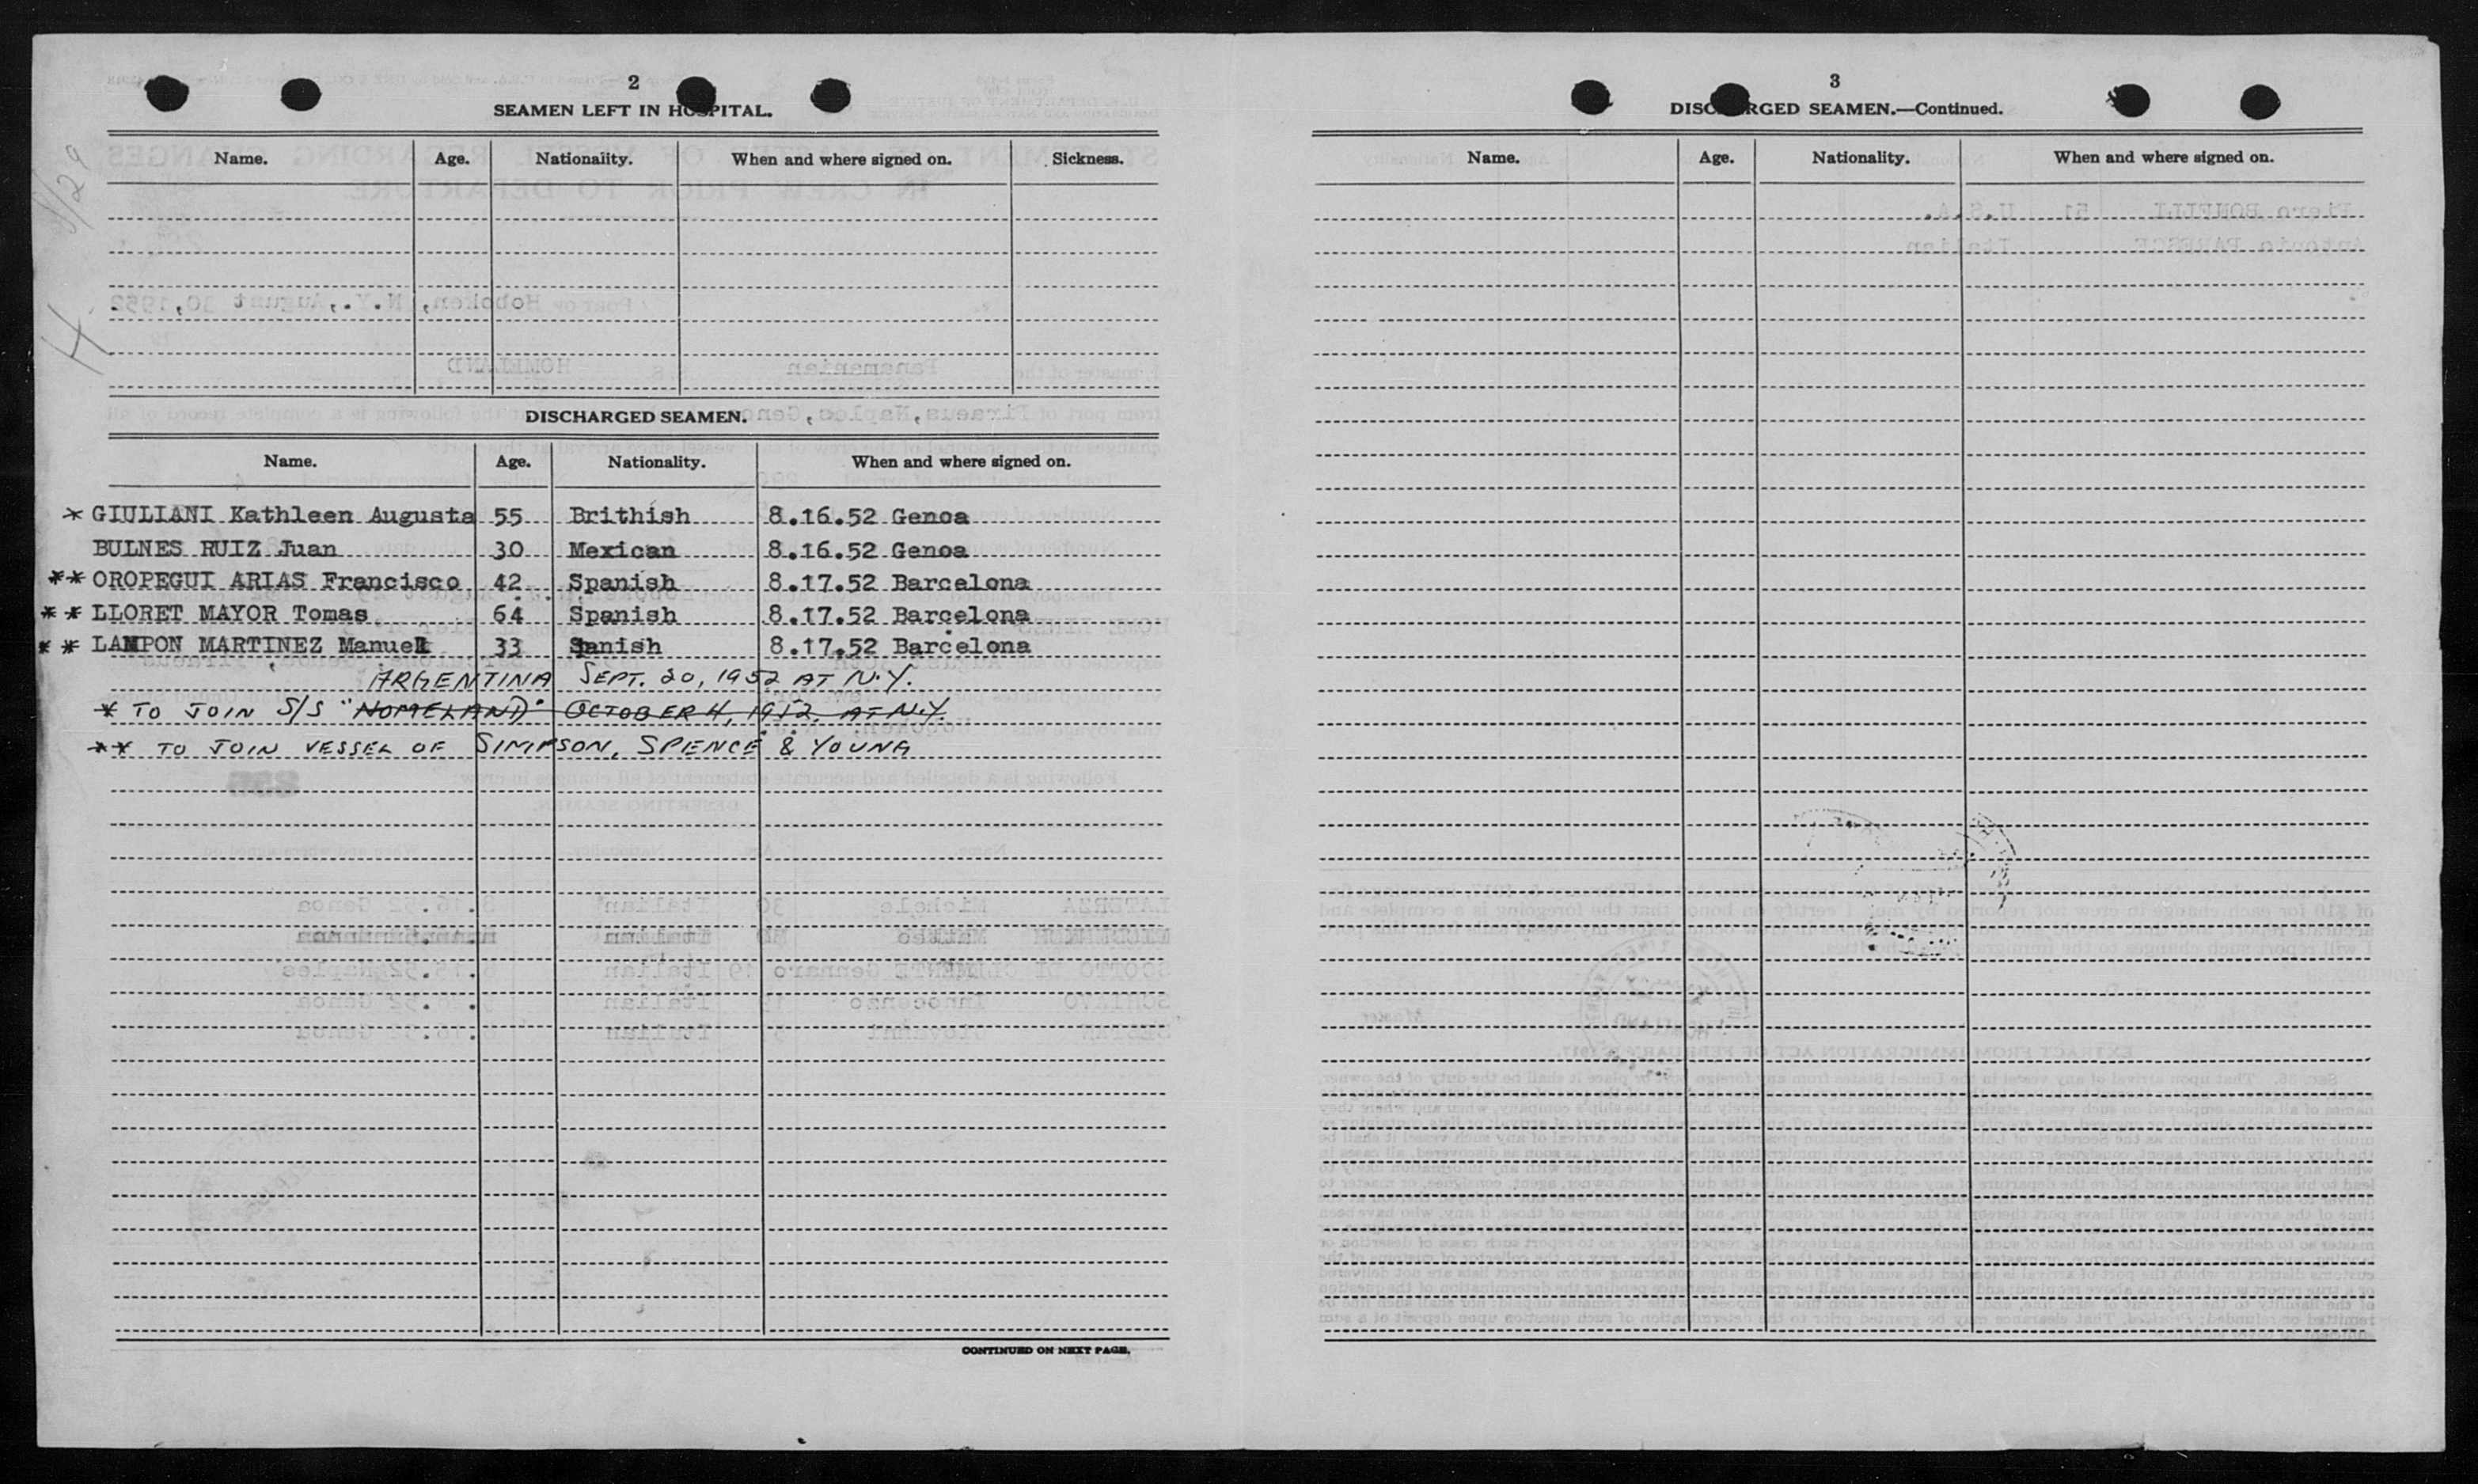 2
SEAMEN LEFT IN HOSPITAL.
Name. Age. Nationality. When and where signed on. Sickness.
H
DISCHARGED SEAMEN.
Name. Age. Nationality. When and where signed on.
* GIULIANI Kathleen Augusta 55 Brithish 8.16.52 Genoa
BULNES RUIZ Juan 30 Mexican 8.16.52 Genoa
** OROPEGUI ARIAS Francisco 42 Spanish 8.17.52 Barcelona
** LLORET MAYOR Tomas 64 Spanish 8.17.52 Barcelona
** LAMPON MARTINEZ Manuel 33 Spanish 8.17.52 Barcelona
ARGENTINA SEPT. 20, 1952 AT N.Y.
* TO JOIN S/S "HOMELAND" OCTOBER 4, 1952. AT N.Y.
** TO JOIN VESSEL OF SIMPSON, SPENCE & YOUNG
CONTINUED ON NEXT PAGE.
3
DISCHARGED SEAMEN.—Continued.
Name. Age. Nationality. When and where signed on.